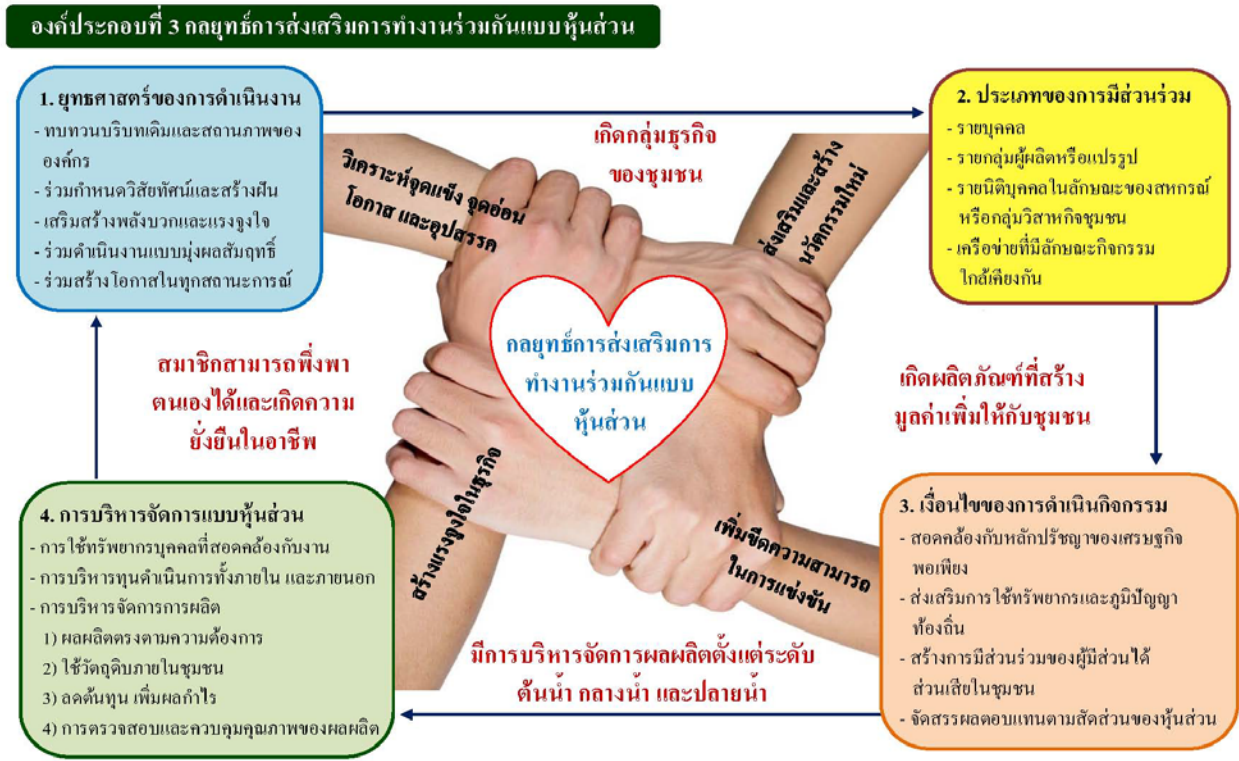 องค์ประกอบที่ 3 กลยุทธ์การส่งเสริมการทำงานร่วมกันแบบหุ้นส่วน
1. ยุทธศาสตร์ของการดำเนินงาน
- ทบทวนบริบทเดิมและสถานภาพของ
องค์กร
- ร่วมกำหนดวิสัยทัศน์และสร้างฝัน
- เสริมสร้างพลังบวกและแรงจูงใจ
- ร่วมดำเนินงานแบบมุ่งผลสัมฤทธิ์
- ร่วมสร้างโอกาสในทุกสถานะการณ์
เกิดกลุ่มธุรกิจ
ของชุมชน
2. ประเภทของการมีส่วนร่วม
- รายบุคคล
- รายกลุ่มผู้ผลิตหรือแปรรูป
- รายนิติบุคคลในลักษณะของสหกรณ์
หรือกลุ่มวิสาหกิจชุมชน
- เครือข่ายที่มีลักษณะกิจกรรม
ใกล้เคียงกัน
วิเคราะห์จุดแข็ง จุดอ่อน
โอกาส และอุปสรรค
ส่งเสริมและสร้าง
นวัตกรรมใหม่
กลยุทธ์การส่งเสริมการ
ทำงานร่วมกันแบบ
หุ้นส่วน
สมาชิกสามารถพึ่งพา
ตนเองได้และเกิดความ
ยั่งยืนในอาชีพ
เกิดผลิตภัณฑ์ที่สร้าง
มูลค่าเพิ่มให้กับชุมชน
สร้างแรงจูงใจในธุรกิจ
เพิ่มขีดความสามารถ
ในการแข่งขัน
4. การบริหารจัดการแบบหุ้นส่วน
- การใช้ทรัพยากรบุคคลที่สอดคล้องกับงาน
- การบริหารทุนดำเนินการทั้งภายใน และภายนอก
- การบริหารจัดการการผลิต
1) ผลผลิตตรงตามความต้องการ
2) ใช้วัตถุดิบภายในชุมชน
3) ลดต้นทุน เพิ่มผลกำไร
4) การตรวจสอบและควบคุมคุณภาพของผลผลิต
มีการบริหารจัดการผลผลิตตั้งแต่ระดับ
ต้นน้ำ กลางน้ำ และปลายน้ำ
3. เงื่อนไขของการดำเนินกิจกรรม
- สอดคล้องกับหลักปรัชญาของเศรษฐกิจ
พอเพียง
- ส่งเสริมการใช้ทรัพยากรและภูมิปัญญา
ท้องถิ่น
- สร้างการมีส่วนร่วมของผู้มีส่วนได้
ส่วนเสียในชุมชน
- จัดสรรผลตอบแทนตามสัดส่วนของหุ้นส่วน